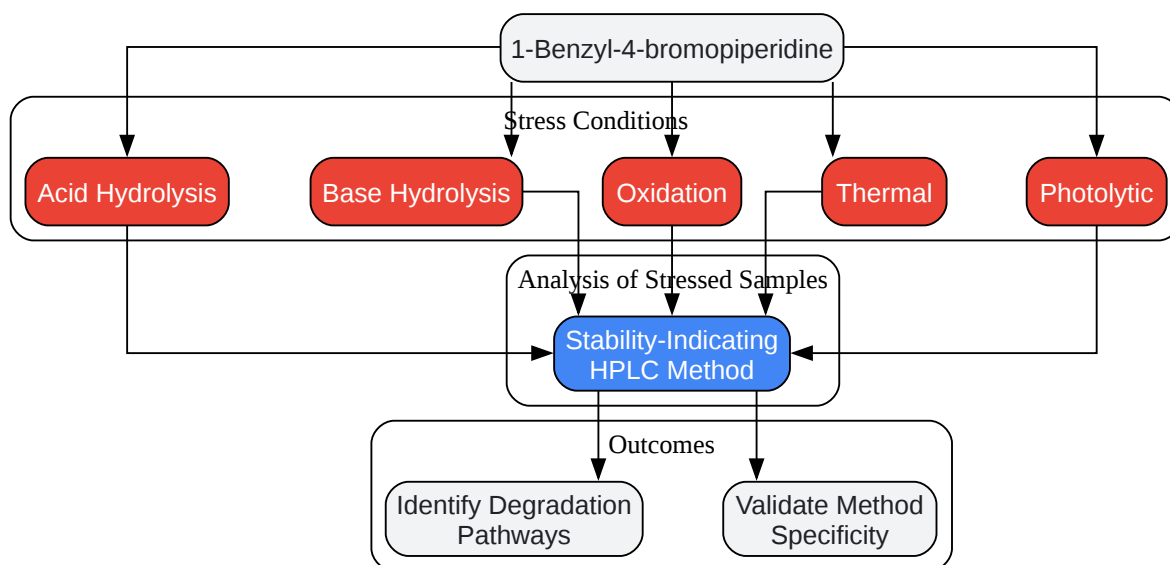 1-Benzyl-4-bromopiperidine
Stress Conditions
Acid Hydrolysis
Base Hydrolysis
Oxidation
Thermal
Photolytic
Analysis of Stressed Samples
Stability-Indicating
HPLC Method
Outcomes
Identify Degradation
Pathways
Validate Method
Specificity